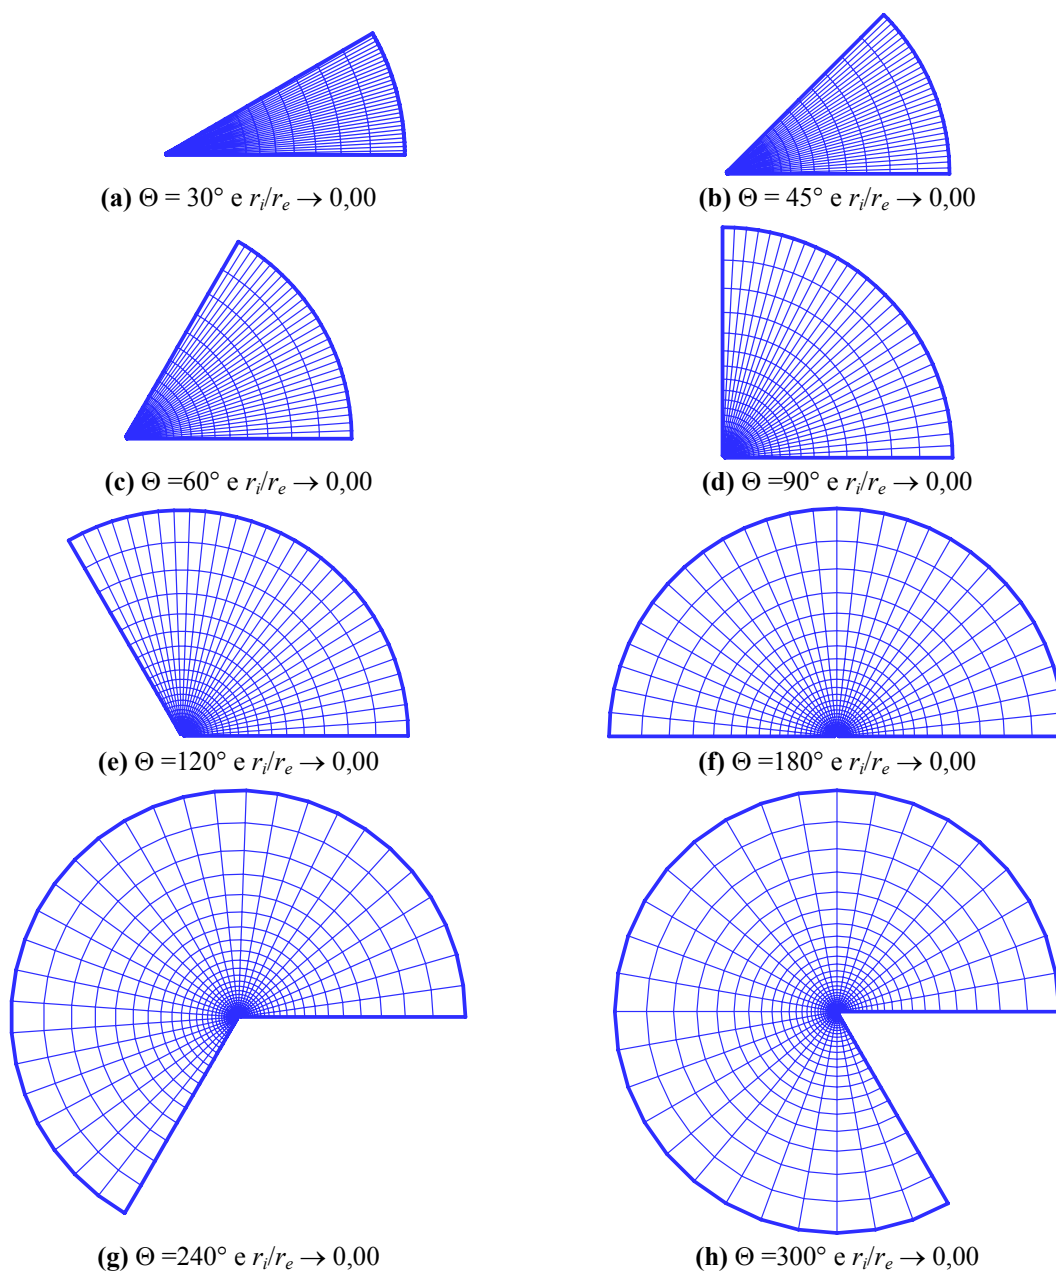 (a) Θ = 30° e rᵢ/rₑ → 0,00
(b) Θ = 45° e rᵢ/rₑ → 0,00
(c) Θ =60° e rᵢ/rₑ → 0,00
(d) Θ =90° e rᵢ/rₑ → 0,00
(e) Θ =120° e rᵢ/rₑ → 0,00
(f) Θ =180° e rᵢ/rₑ → 0,00
(g) Θ =240° e rᵢ/rₑ → 0,00
(h) Θ =300° e rᵢ/rₑ → 0,00